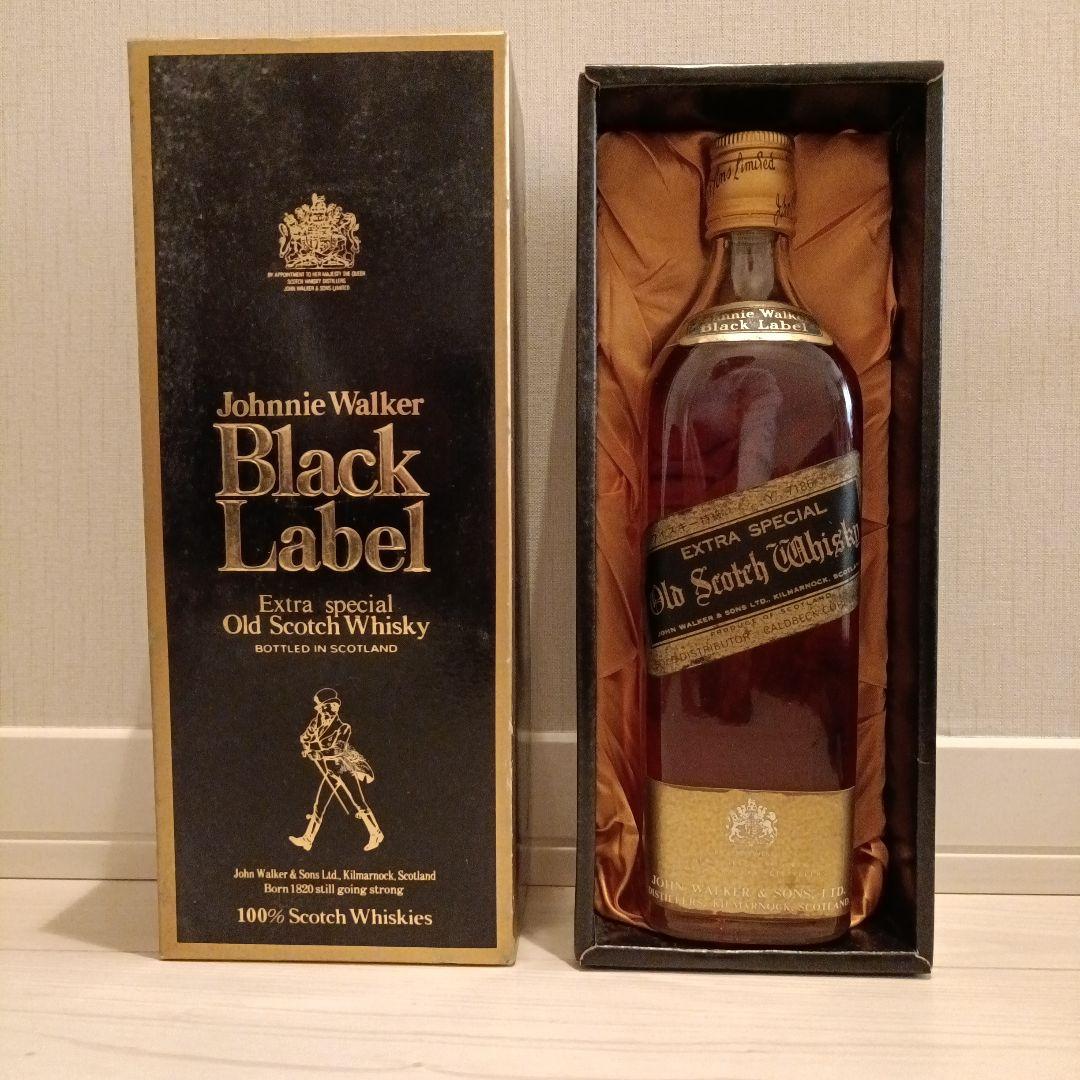 BY APPOINTMENT TO HER MAJESTY THE QUEEN
SCOTCH WHISKY DISTILLERS
JOHN WALKER & SONS LIMITED
Johnnie Walker
Black
Label
Extra special
Old Scotch Whisky
BOTTLED IN SCOTLAND
John Walker & Sons Ltd., Kilmarnock, Scotland
Born 1820 still going strong
100% Scotch Whiskies
Sons Limited
Johnnie Walker
Black Label
EXTRA SPECIAL
Old Scotch Whisky
JOHN WALKER & SONS LTD., KILMARNOCK, SCOTLAND
PRODUCE OF SCOTLAND
DISTRIBUTOR CALDBECK
JOHN WALKER & SONS, LTD.
DISTILLERS, KILMARNOCK, SCOTLAND